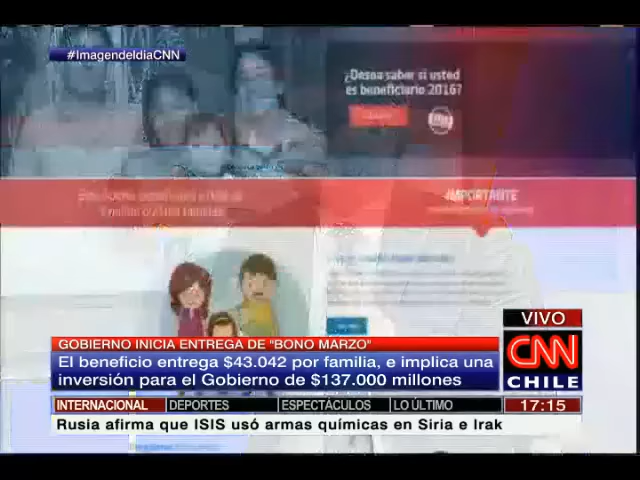 #ImagendeldíaCNN
¿Desea saber si usted
es beneficiario 2016?
IMPORTANTE
VIVO
GOBIERNO INICIA ENTREGA DE "BONO MARZO"
El beneficio entrega $43.042 por familia, e implica una
inversión para el Gobierno de $137.000 millones
CNN
CHILE
INTERNACIONAL DEPORTES ESPECTÁCULOS LO ÚLTIMO 17:15
Rusia afirma que ISIS usó armas químicas en Siria e Irak